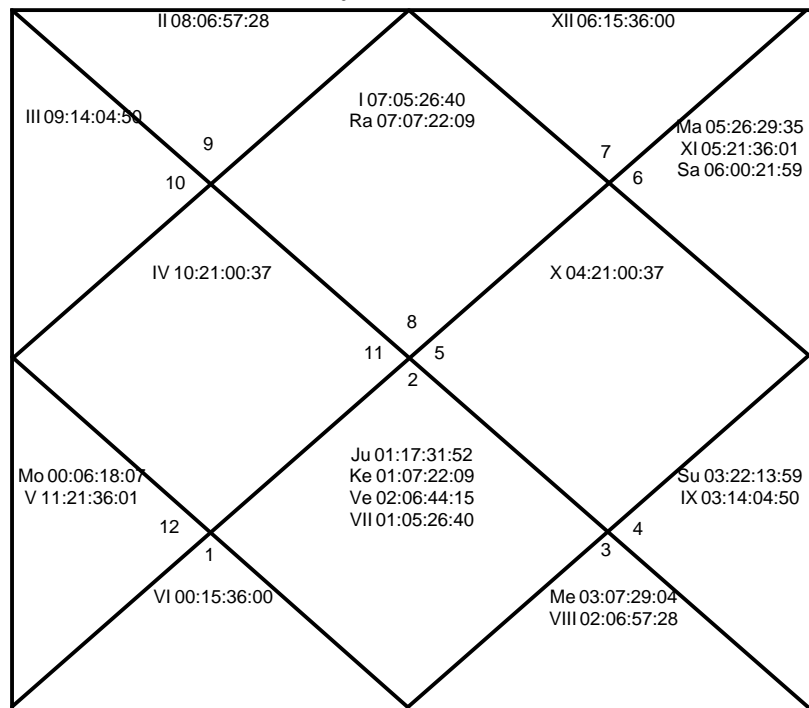 II 08:06:57:28
XII 06:15:36:00
I 07:05:26:40
Ra 07:07:22:09
III 09:14:04:50
Ma 05:26:29:35
XI 05:21:36:01
Sa 06:00:21:59
9
7
10
6
IV 10:21:00:37
X 04:21:00:37
8
11
5
2
Ju 01:17:31:52
Ke 01:07:22:09
Ve 02:06:44:15
VII 01:05:26:40
Mo 00:06:18:07
V 11:21:36:01
Su 03:22:13:59
IX 03:14:04:50
12
4
1
3
VI 00:15:36:00
Me 03:07:29:04
VIII 02:06:57:28